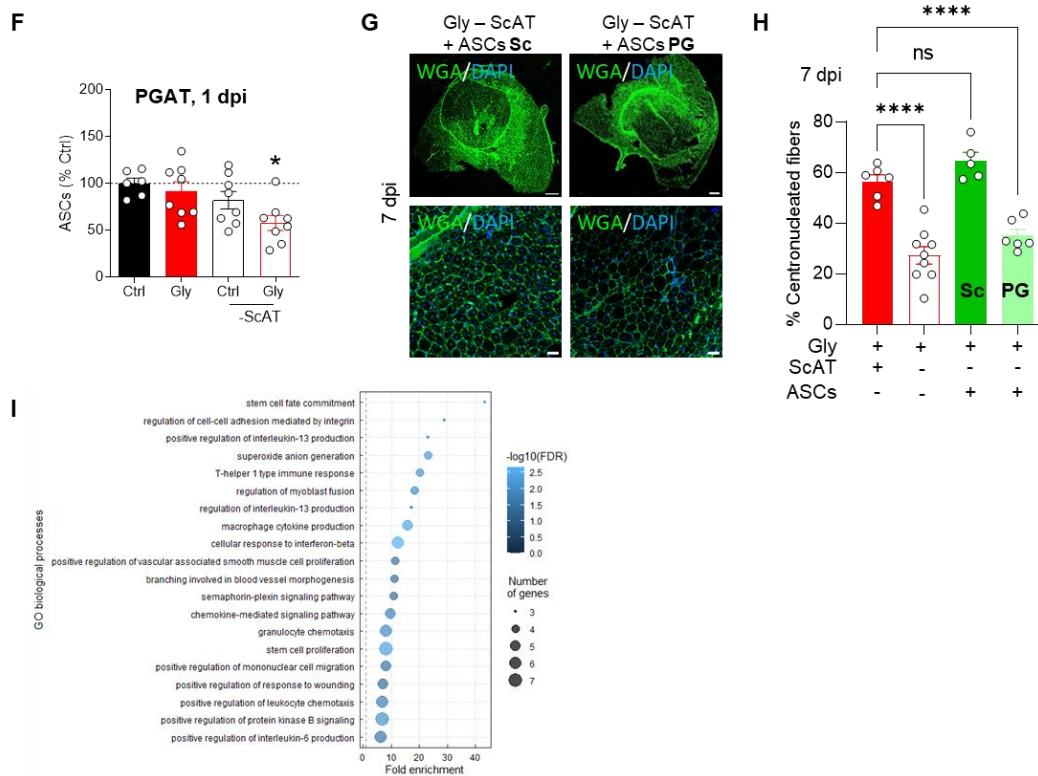 F
PGAT, 1 dpi
ASCs (% Ctrl)
200
150
100
50
0
*
Ctrl
Gly
Ctrl
Gly
-ScAT
G
Gly – ScAT
+ ASCs Sc
Gly – ScAT
+ ASCs PG
7 dpi
WGA/DAPI
WGA/DAPI
WGA/DAPI
WGA/DAPI
H
7 dpi
****
ns
****
% Centronudeated fibers
80
60
40
20
0
Sc
PG
Gly + + + +
ScAT + - - -
ASCs - - + +
I
GO biological processes
stem cell fate commitment
regulation of cell-cell adhesion mediated by integrin
positive regulation of interleukin-13 production
superoxide anion generation
T-helper 1 type immune response
regulation of myoblast fusion
regulation of interleukin-13 production
macrophage cytokine production
cellular response to interferon-beta
positive regulation of vascular associated smooth muscle cell proliferation
branching involved in blood vessel morphogenesis
semaphorin-plexin signaling pathway
chemokine-mediated signaling pathway
granulocyte chemotaxis
stem cell proliferation
positive regulation of mononuclear cell migration
positive regulation of response to wounding
positive regulation of leukocyte chemotaxis
positive regulation of protein kinase B signaling
positive regulation of interleukin-6 production
0 10 20 30 40
Fold enrichment
-log10(FDR)
2.5
2.0
1.5
1.0
0.5
0.0
Number
of genes
3
4
5
6
7